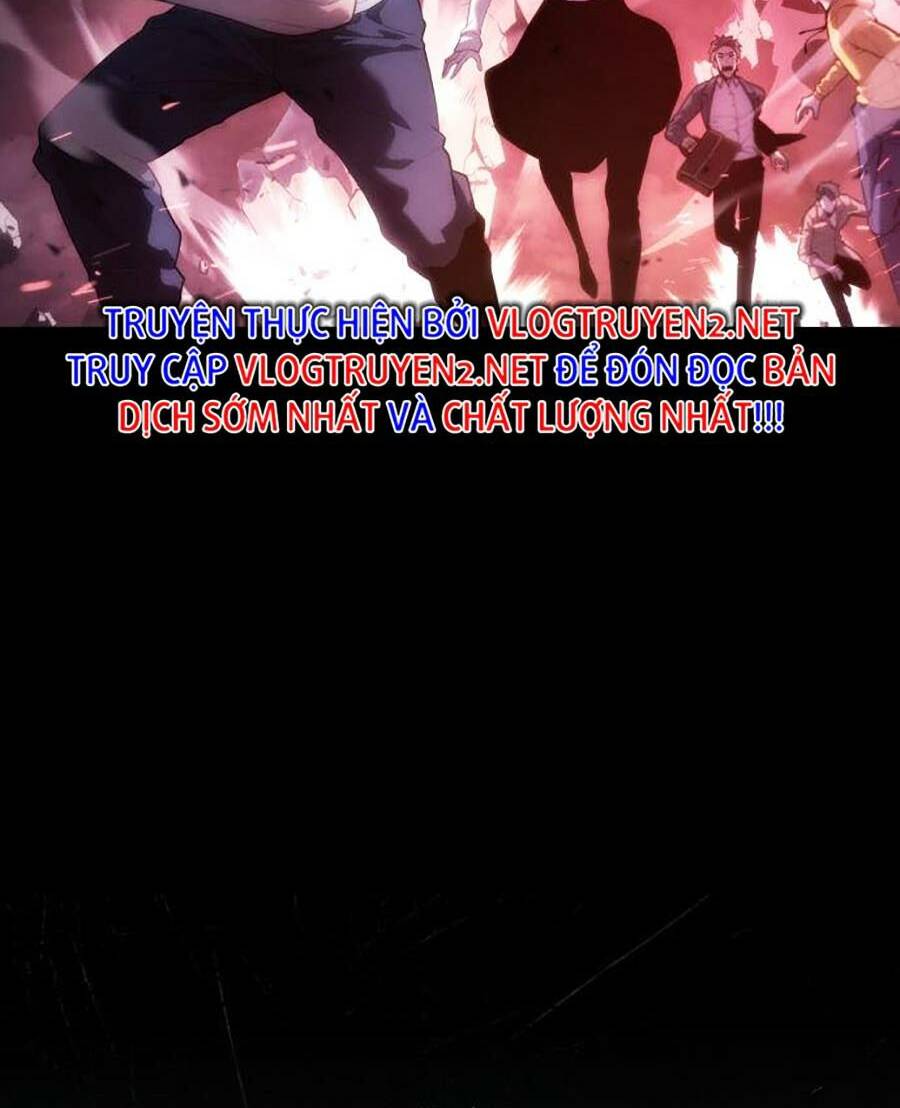 TRUYỆN THỰC HIỆN BỞI VLOGTRUYEN2.NET
TRUY CẬP VLOGTRUYEN2.NET ĐỂ ĐÓN ĐỌC BẢN
DỊCH SỚM NHẤT VÀ CHẤT LƯỢNG NHẤT!!!